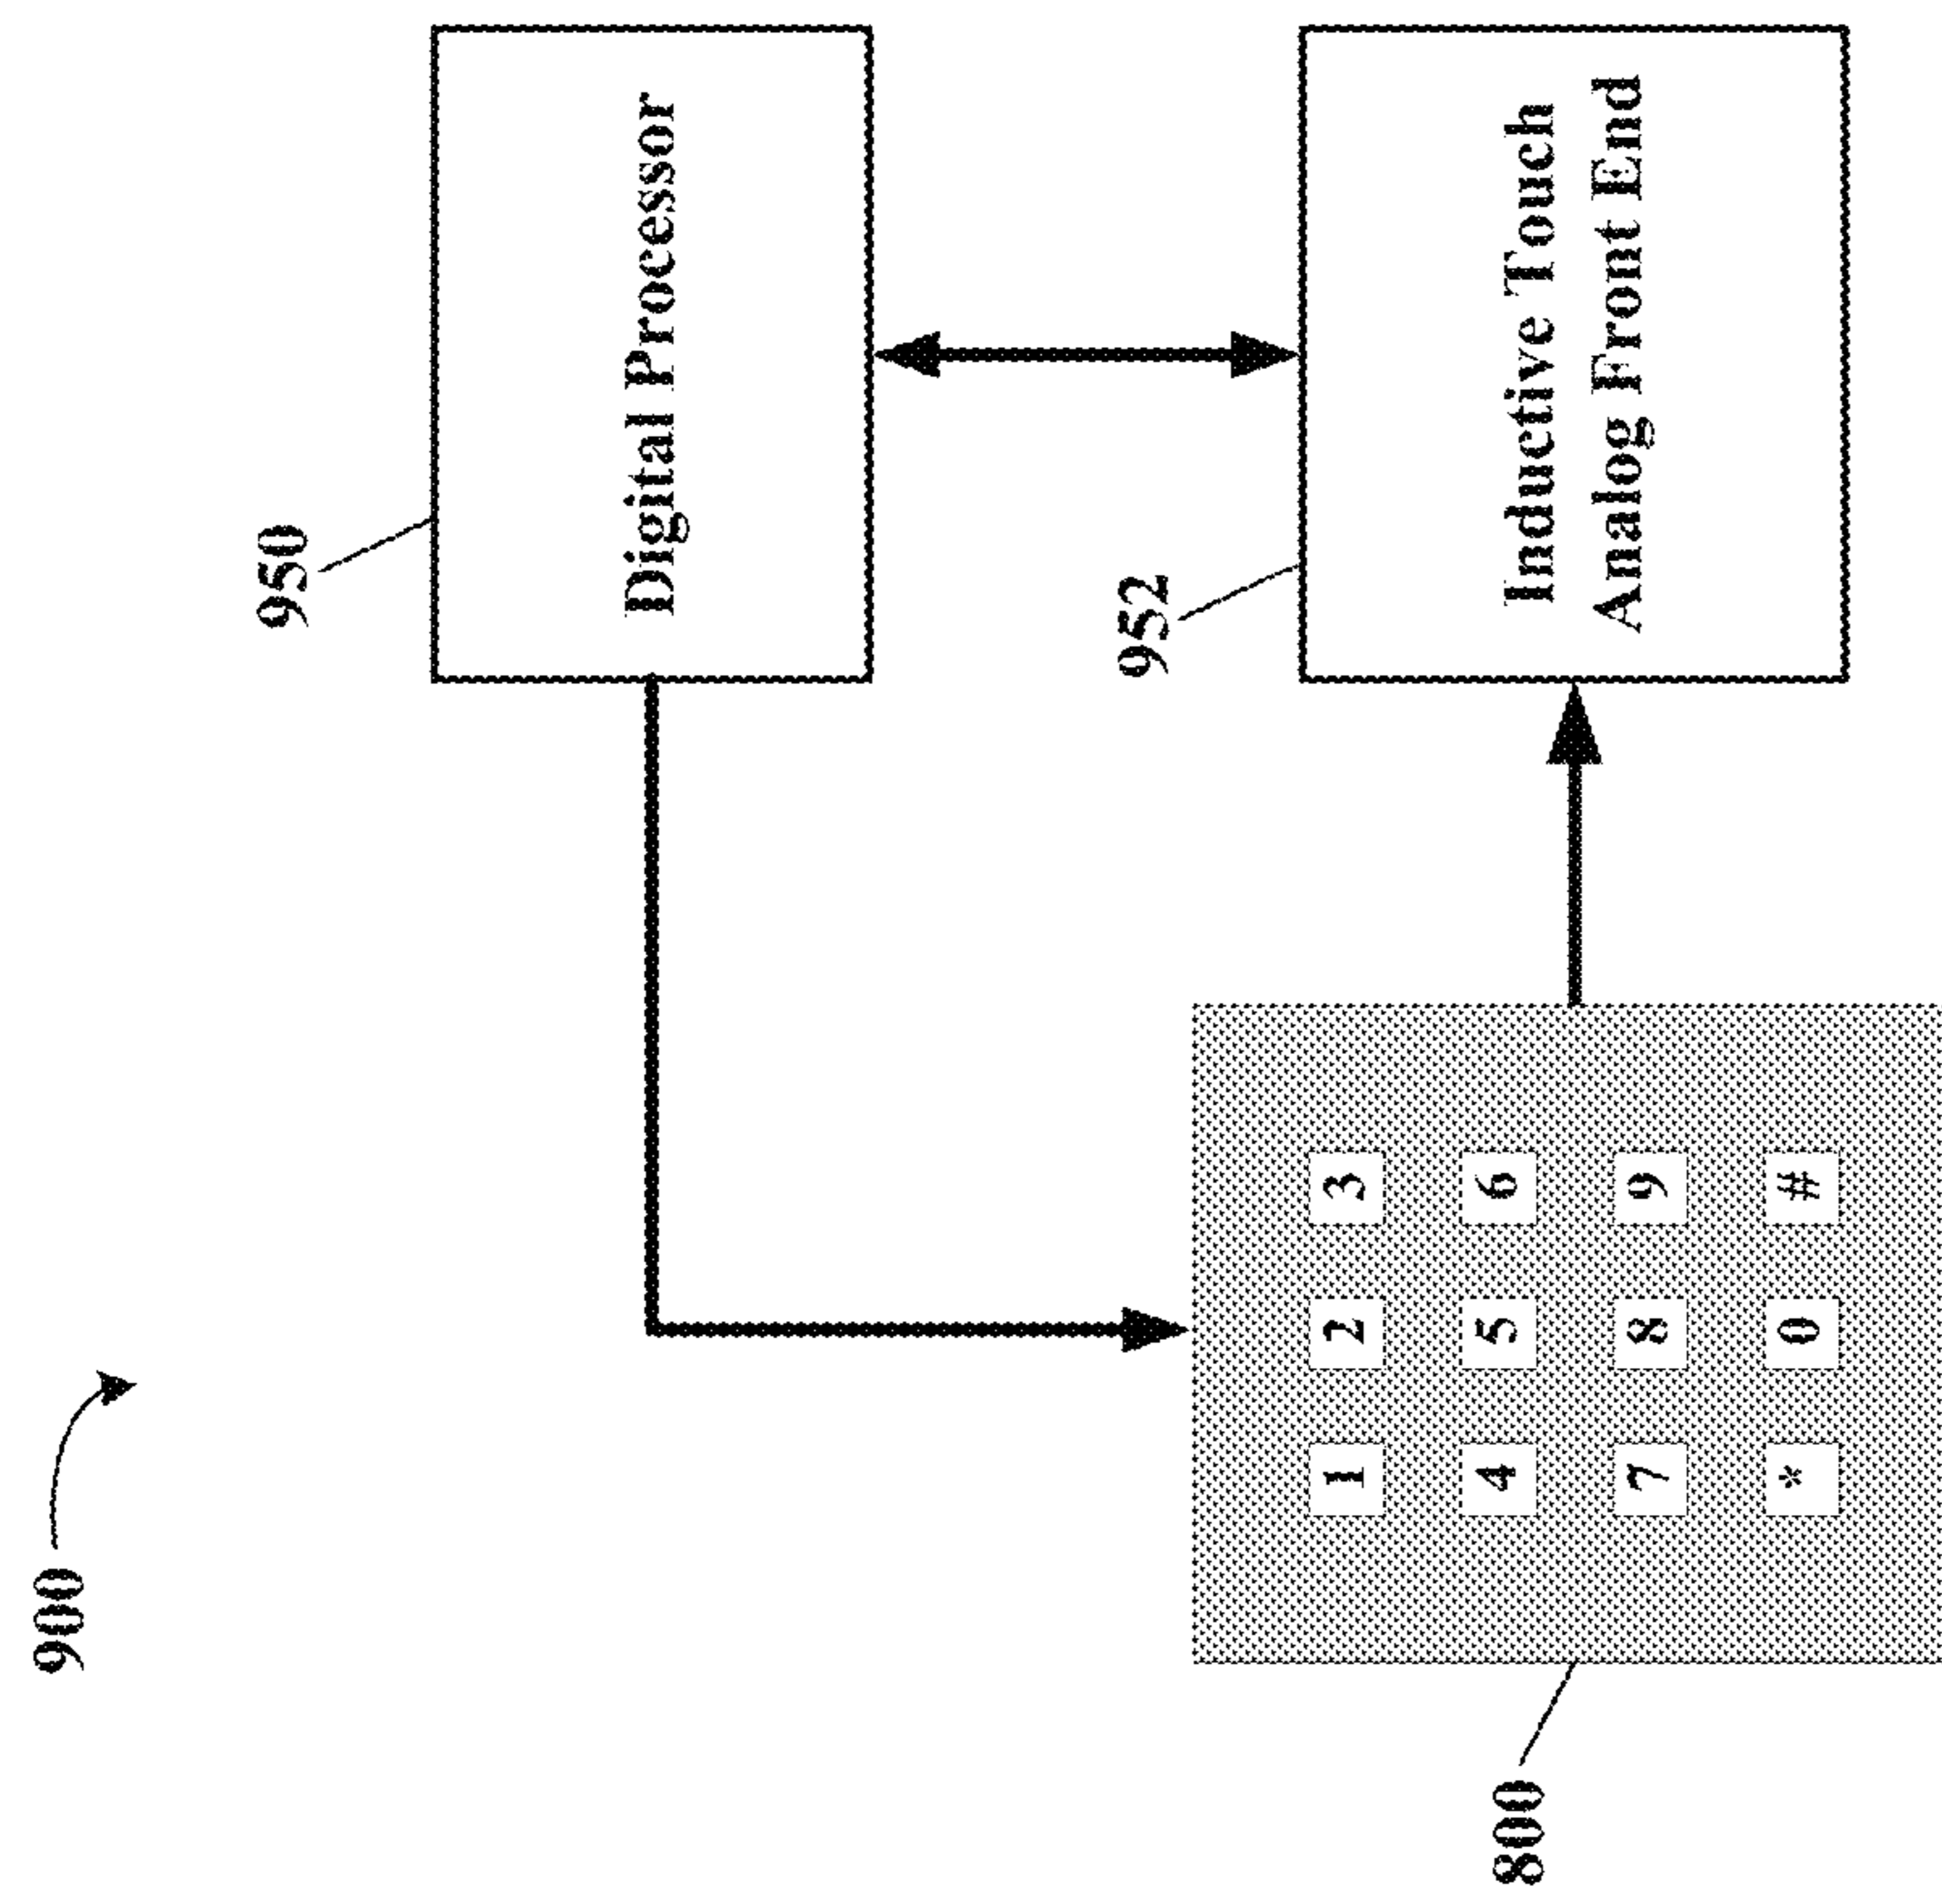 900
950
Digital Processor
952
Inductive Touch
Analog Front End
800
1 2 3
4 5 6
7 8 9
* 0 #